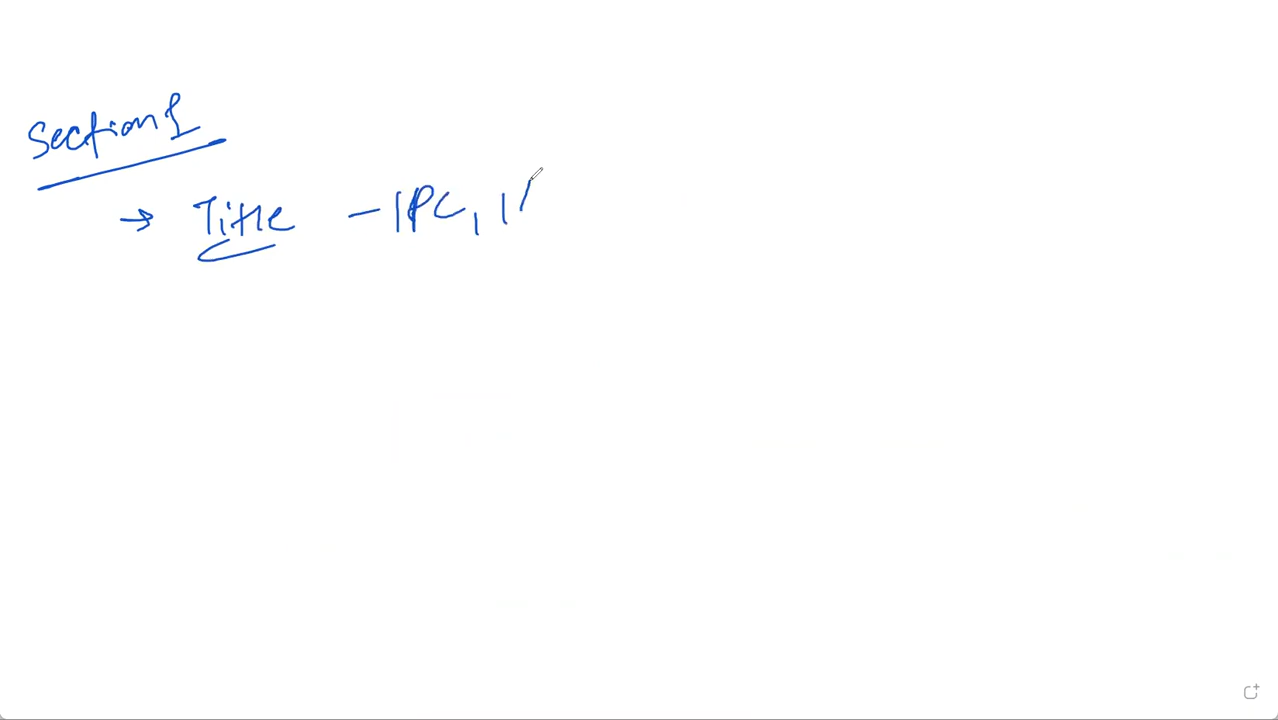 Section 1
→ Title - IPC, 1